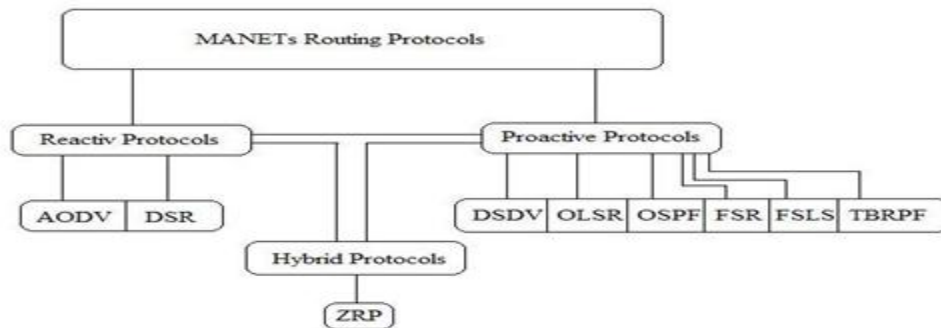 MANETs Routing Protocols
Reactiv Protocols
Proactive Protocols
AODV DSR
DSDV OLSR OSPF FSR FSLS TBRPF
Hybrid Protocols
ZRP